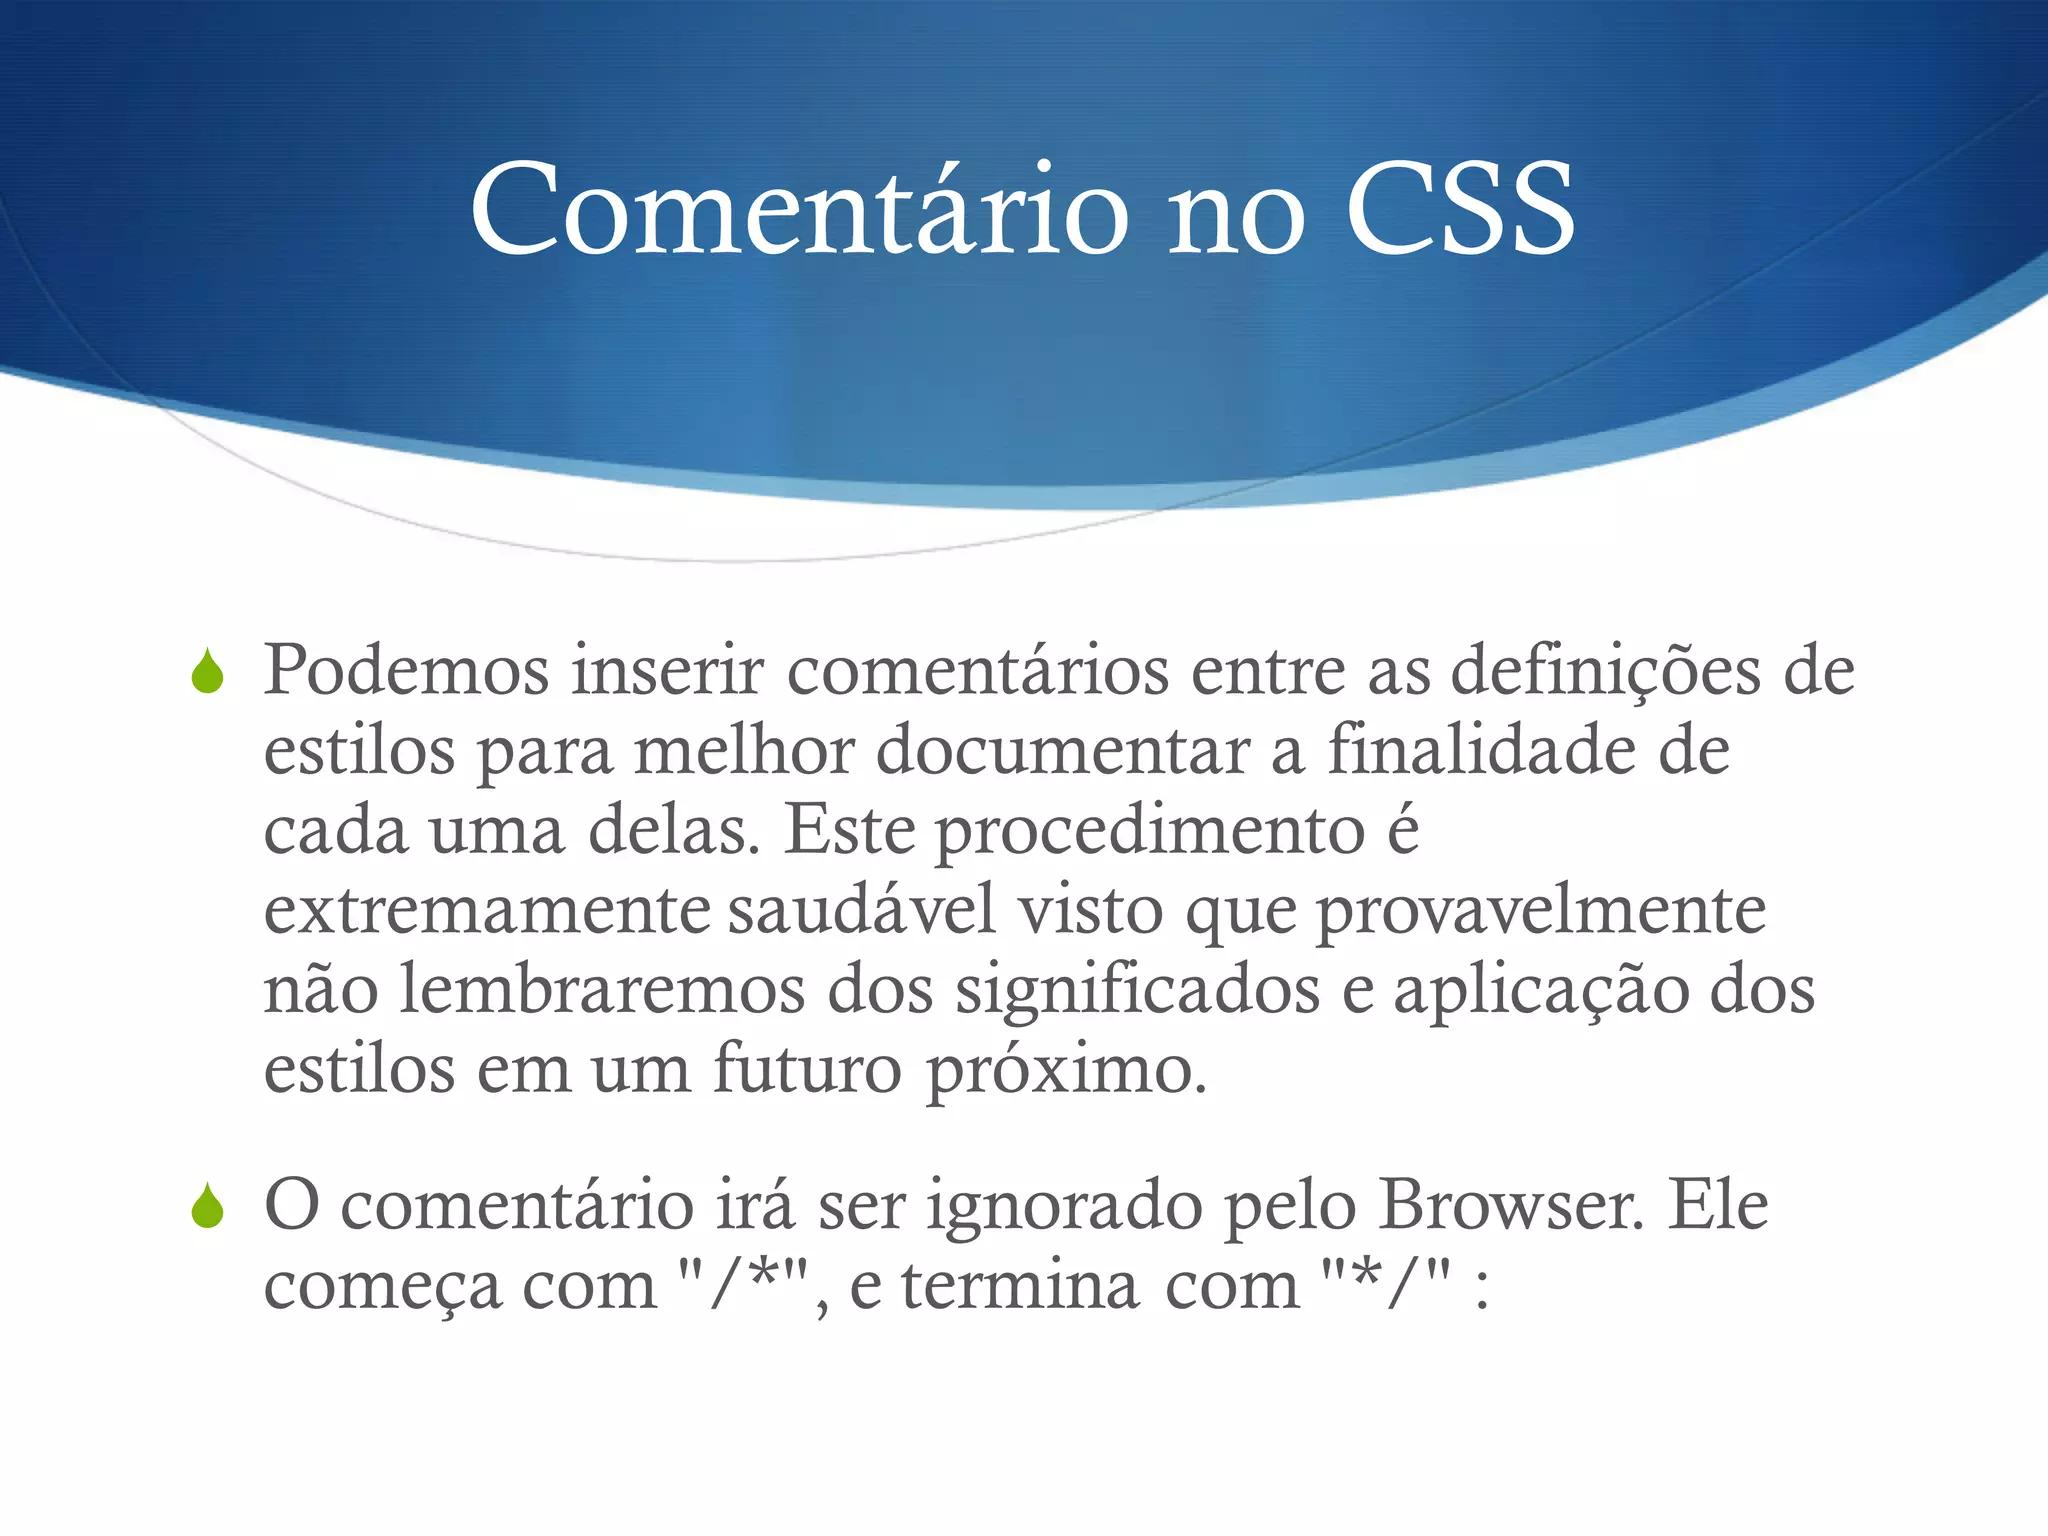 Comentário no CSS
Podemos inserir comentários entre as definições de
estilos para melhor documentar a finalidade de
cada uma delas. Este procedimento é
extremamente saudável visto que provavelmente
não lembraremos dos significados e aplicação dos
estilos em um futuro próximo.
O comentário irá ser ignorado pelo Browser. Ele
começa com "/*", e termina com "*/" :